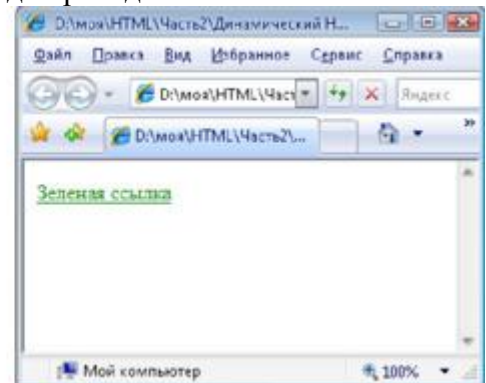 D:\моя\HTML\Часть2\Динамический Н...
Файл Правка Вид Избранное Сервис Справка
D:\моя\HTML\Част
Яндекс
D:\моя\HTML\Часть2\...
Зеленая ссылка
Мой компьютер
100%